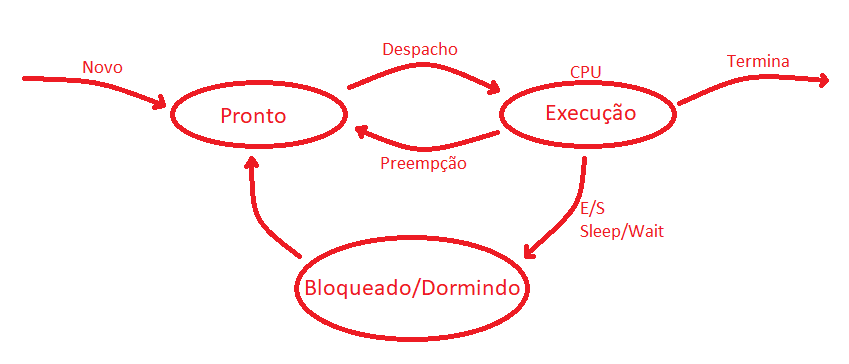 Novo
Despacho
CPU
Termina
Pronto
Execução
Preempção
E/S
Sleep/Wait
Bloqueado/Dormindo